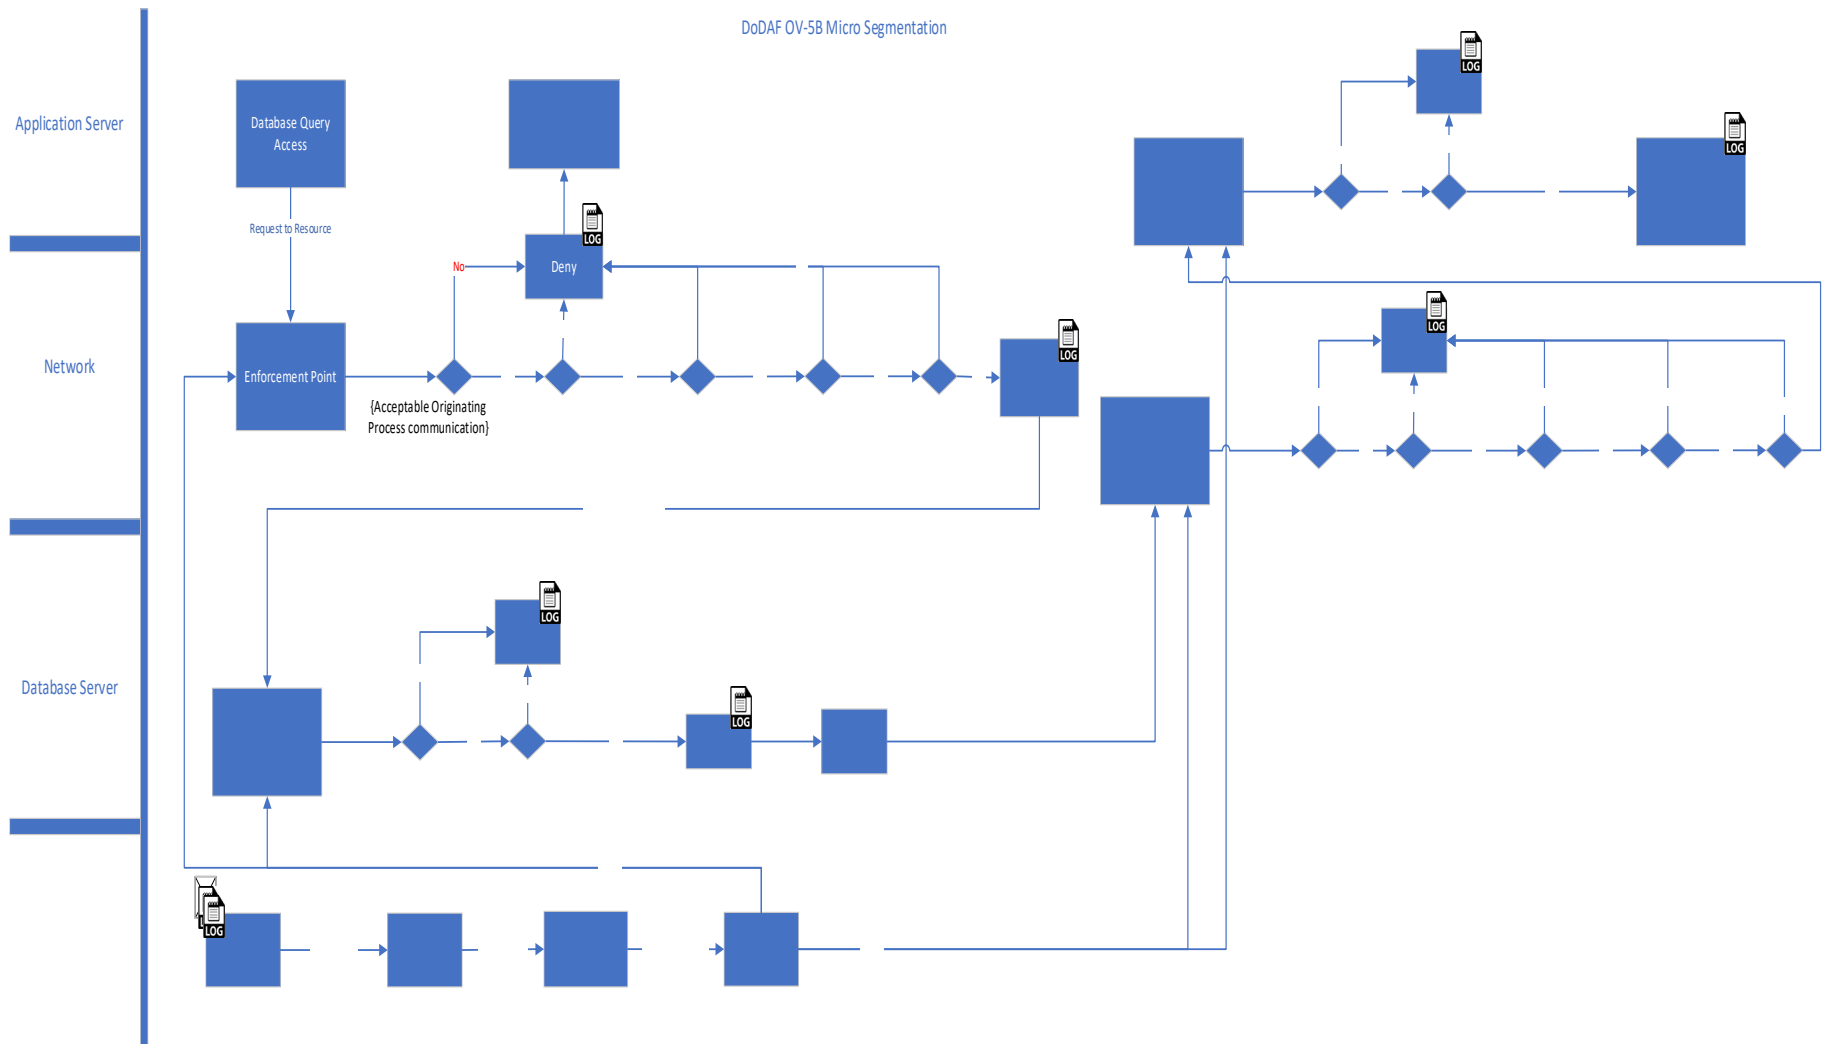 DoDAF OV-5B Micro Segmentation
LOG
Application Server
Database Query
Access
LOG
LOG
Request to Resource
LOG
No
Deny
LOG
LOG
Network
Enforcement Point
{Acceptable Originating
Process communication}
LOG
Database Server
LOG
LOG